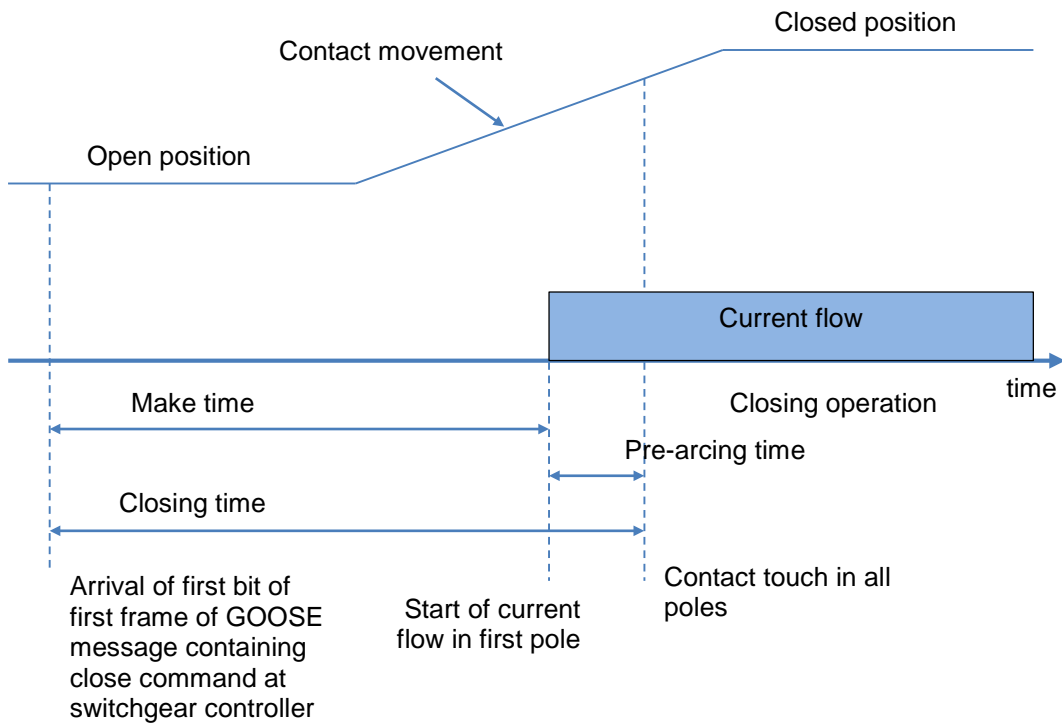 Closed position
Contact movement
Open position
Current flow
time
Make time
Closing operation
Pre-arcing time
Closing time
Arrival of first bit of
first frame of GOOSE
message containing
close command at
switchgear controller
Start of current
flow in first pole
Contact touch in all
poles